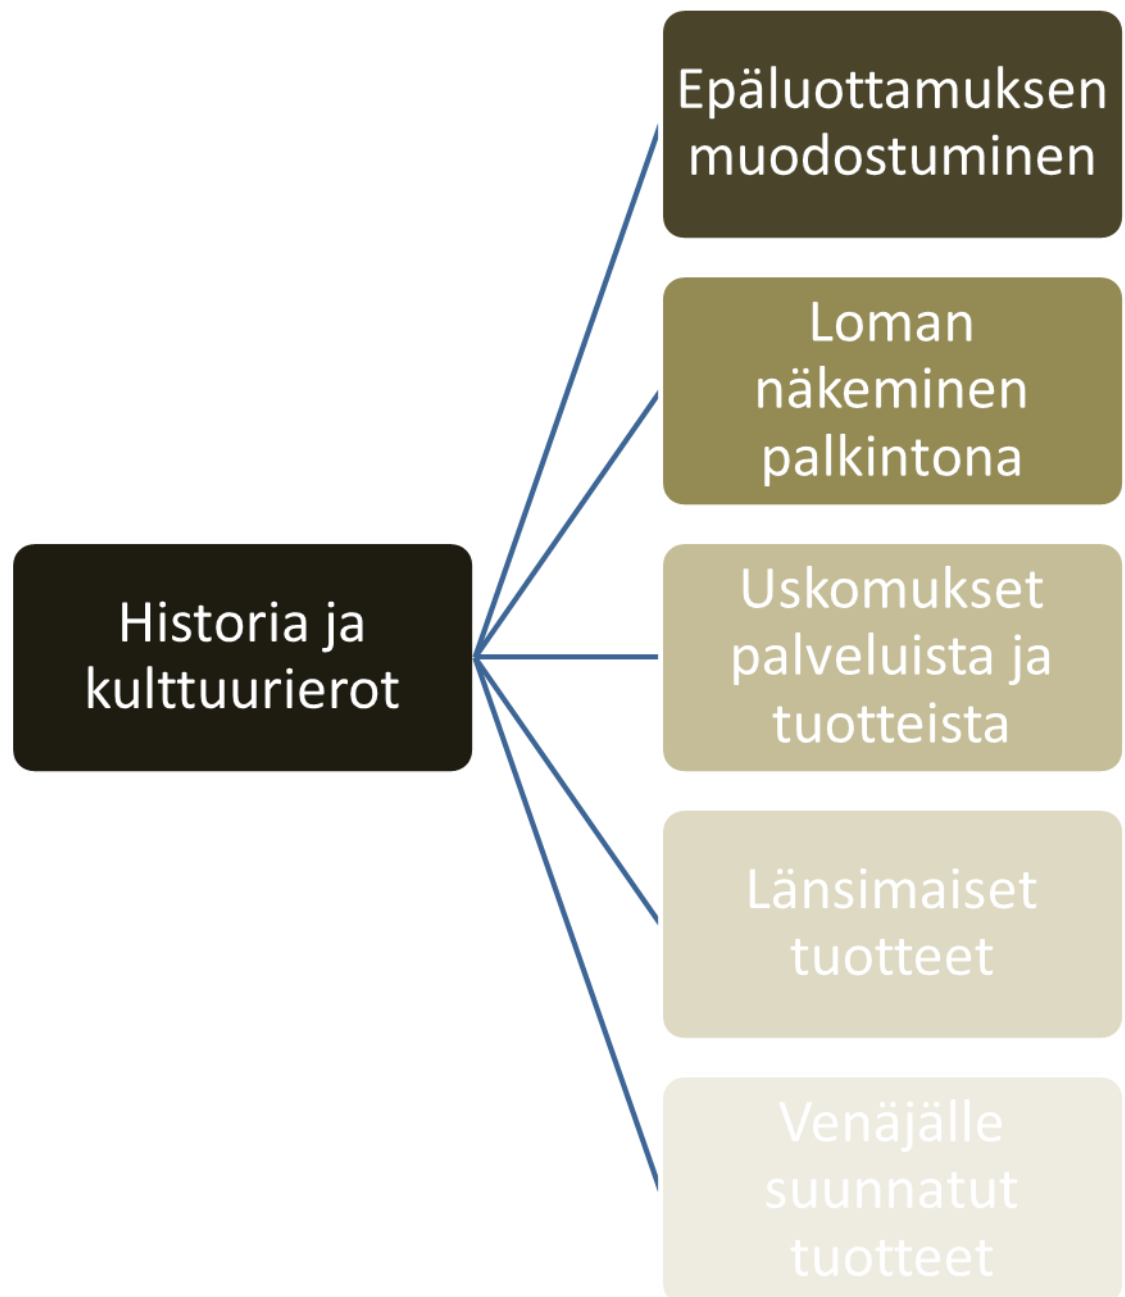 Epäluottamuksen
muodostuminen
Loman
näkeminen
palkintona
Historia ja
kulttuurierot
Uskomukset
palveluista ja
tuotteista
Länsimaiset
tuotteet
Venäjälle
suunnatut
tuotteet